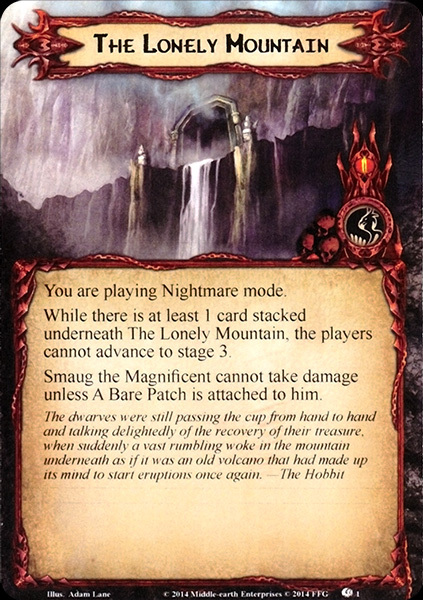 The Lonely Mountain
You are playing Nightmare mode.
While there is at least 1 card stacked
underneath The Lonely Mountain, the players
cannot advance to stage 3.
Smaug the Magnificent cannot take damage
unless A Bare Patch is attached to him.
The dwarves were still passing the cup from hand to hand
and talking delightedly of the recovery of their treasure,
when suddenly a vast rumbling woke in the mountain
underneath as if it was an old volcano that had made up
its mind to start eruptions once again. —The Hobbit
Illus. Adam Lane © 2014 Middle-earth Enterprises © 2014 FFG 1